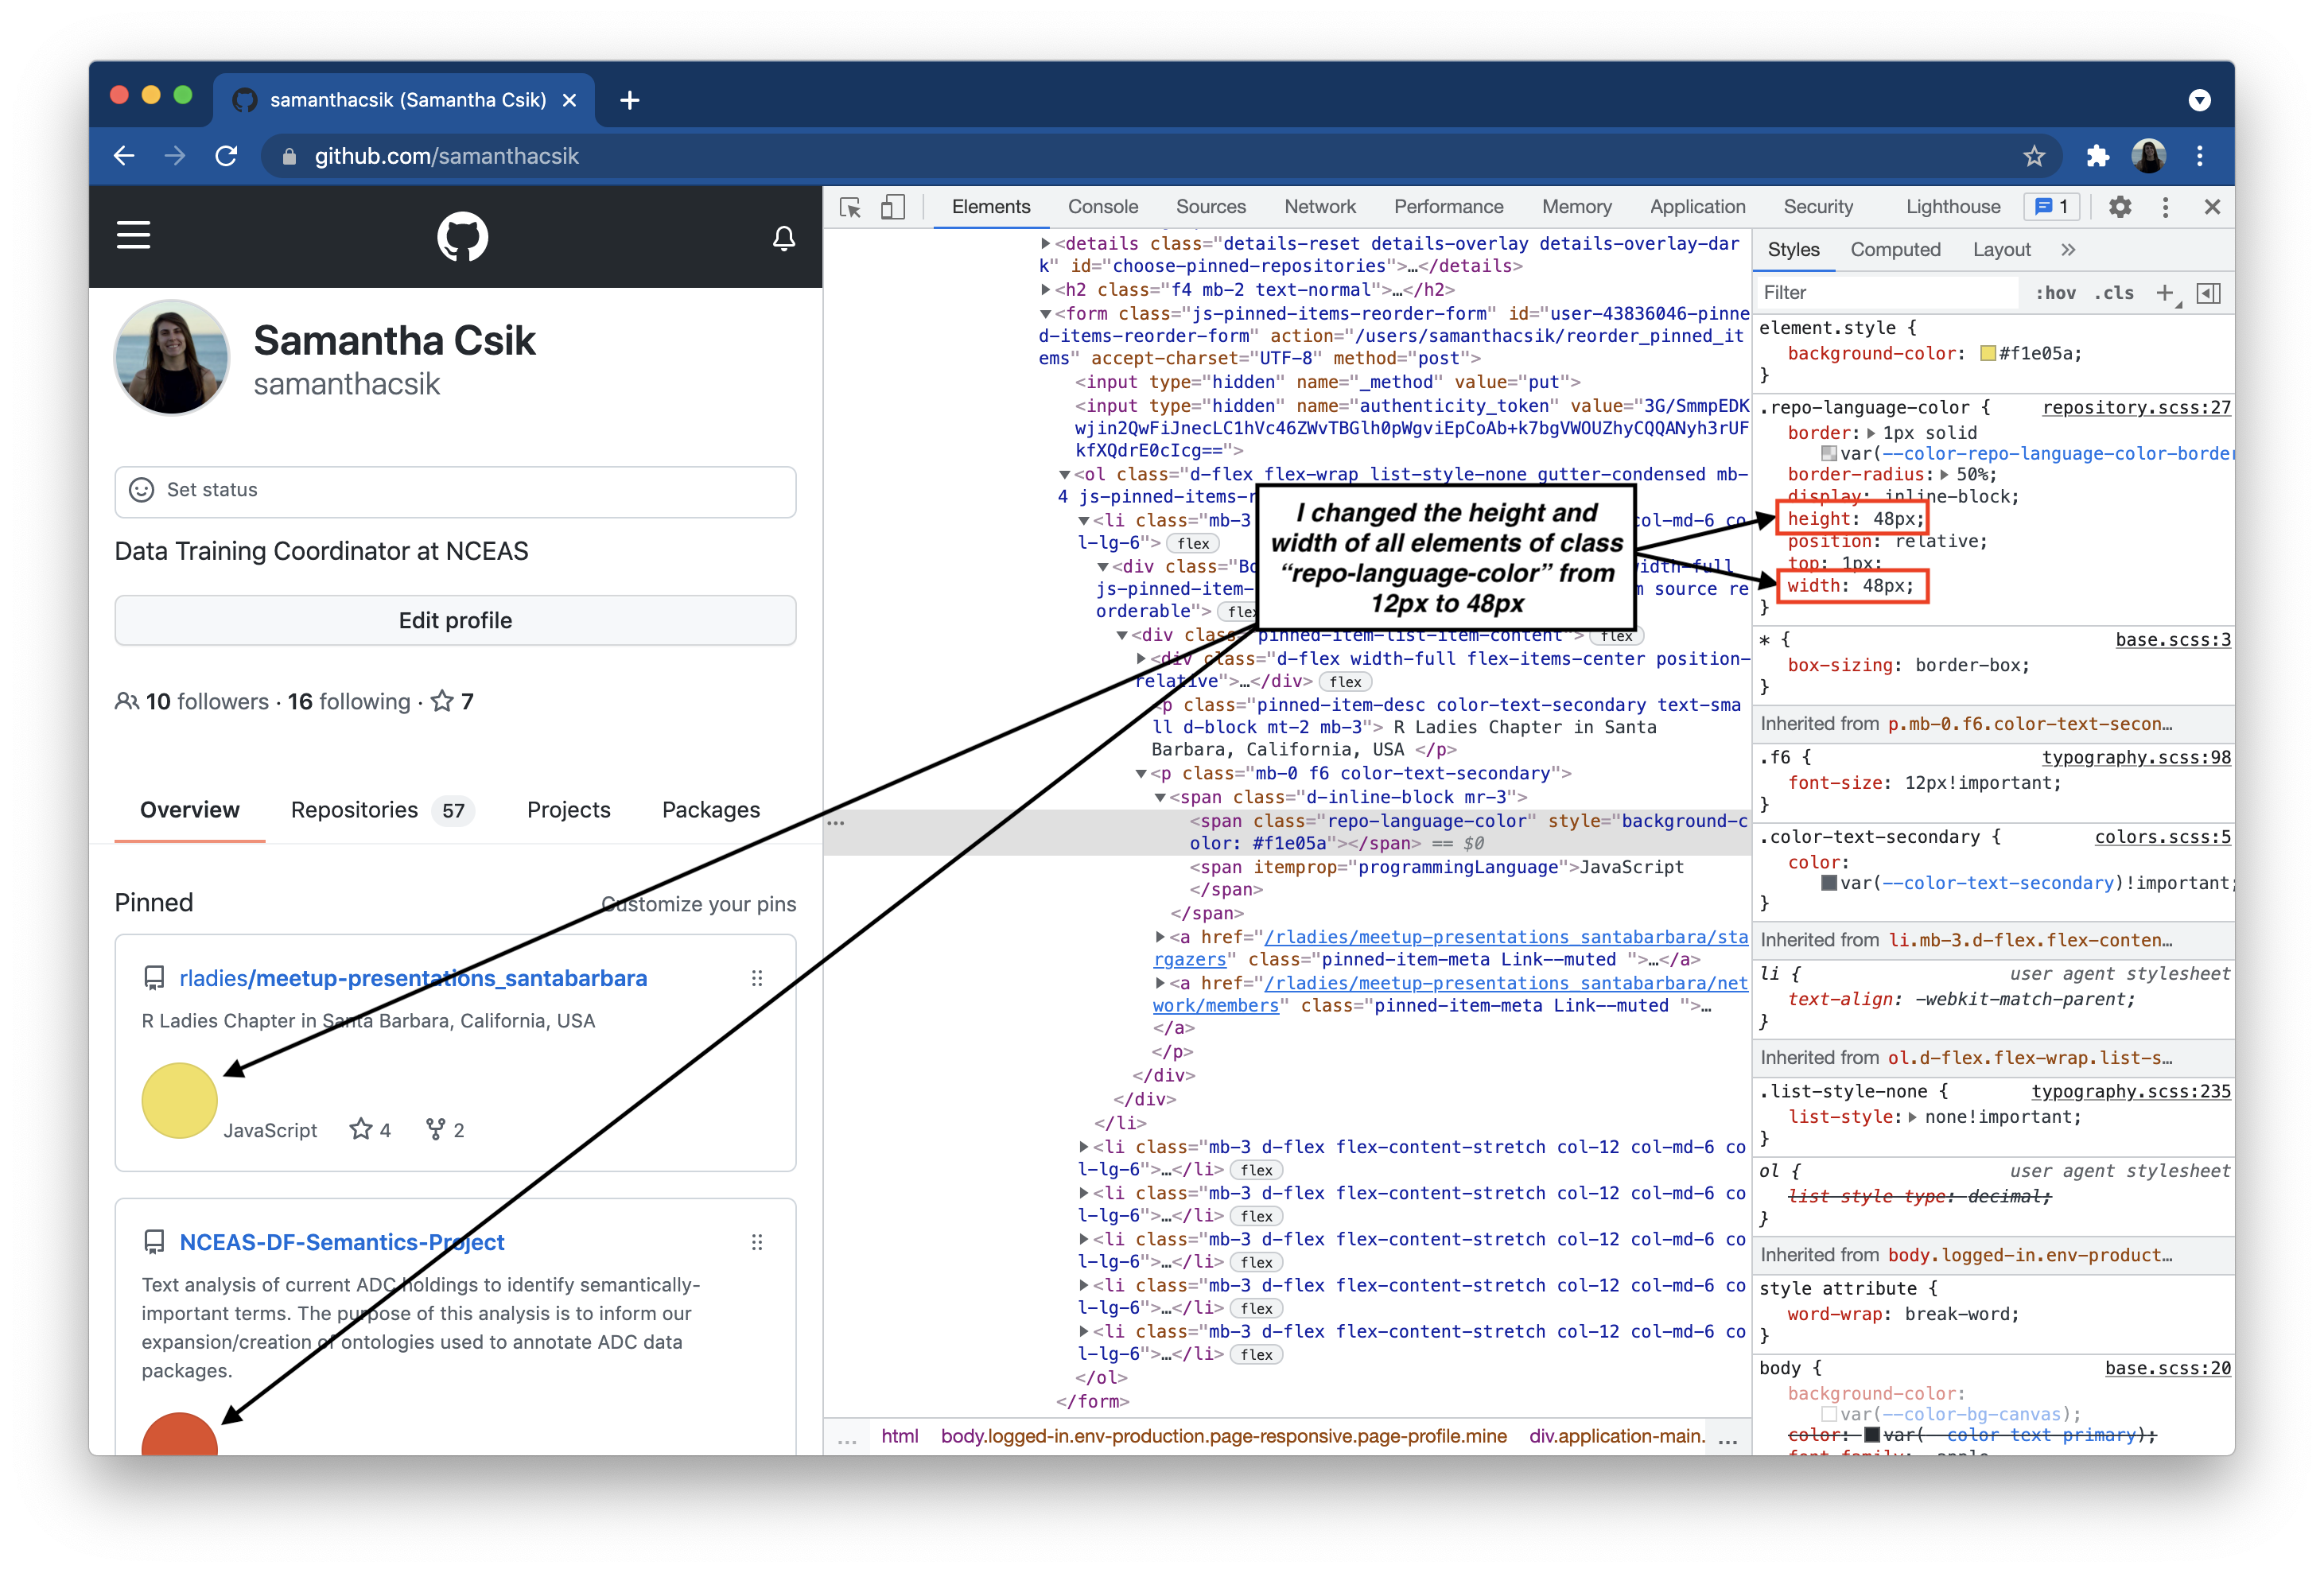 samanthacsik (Samantha Csik)
github.com/samanthacsik
Samantha Csik
samanthacsik
Set status
Data Training Coordinator at NCEAS
Edit profile
10 followers · 16 following · 7
Overview Repositories 57 Projects Packages
Pinned Customize your pins
rladies/meetup-presentations_santabarbara
R Ladies Chapter in Santa Barbara, California, USA
JavaScript 4 2
NCEAS-DF-Semantics-Project
Text analysis of current ADC holdings to identify semantically-
important terms. The purpose of this analysis is to inform our
expansion/creation of ontologies used to annotate ADC data
packages.
Elements Console Sources Network Performance Memory Application Security Lighthouse 1
<details class="details-reset details-overlay details-overlay-dar
k" id="choose-pinned-repositories">…</details>
<h2 class="f4 mb-2 text-normal">…</h2>
<form class="js-pinned-items-reorder-form" id="user-43836046-pinne
d-items-reorder-form" action="/users/samanthacsik/reorder_pinned_it
ems" accept-charset="UTF-8" method="post">
<input type="hidden" name="_method" value="put">
<input type="hidden" name="authenticity_token" value="3G/SmmpEDK
wjin2QwFiJnecLC1hVc46ZWvTBGlh0pWgviEpCoAb+k7bgVWOUZhyCQQANyh3rUF
kfXQdrE0cIcg==">
<ol class="d-flex flex-wrap list-style-none gutter-condensed mb-
4 js-pinned-items-r
<li class="mb-3 col-md-6 co
l-lg-6"> flex
<div class="Bo width-full
js-pinned-item- source re
orderable"> flex
<div class="pinned-item-list-item-content"> flex
<div class="d-flex width-full flex-items-center position-
relative">…</div> flex
<p class="pinned-item-desc color-text-secondary text-sma
ll d-block mt-2 mb-3"> R Ladies Chapter in Santa
Barbara, California, USA </p>
<p class="mb-0 f6 color-text-secondary">
<span class="d-inline-block mr-3">
… <span class="repo-language-color" style="background-c
olor: #f1e05a"></span> == $0
<span itemprop="programmingLanguage">JavaScript
</span>
</span>
<a href="/rladies/meetup-presentations_santabarbara/sta
rgazers" class="pinned-item-meta Link--muted ">…</a>
<a href="/rladies/meetup-presentations_santabarbara/net
work/members" class="pinned-item-meta Link--muted ">…
</a>
</p>
</div>
</div>
</li>
<li class="mb-3 d-flex flex-content-stretch col-12 col-md-6 co
l-lg-6">…</li> flex
<li class="mb-3 d-flex flex-content-stretch col-12 col-md-6 co
l-lg-6">…</li> flex
<li class="mb-3 d-flex flex-content-stretch col-12 col-md-6 co
l-lg-6">…</li> flex
<li class="mb-3 d-flex flex-content-stretch col-12 col-md-6 co
l-lg-6">…</li> flex
<li class="mb-3 d-flex flex-content-stretch col-12 col-md-6 co
l-lg-6">…</li> flex
</ol>
</form>
… html body.logged-in.env-production.page-responsive.page-profile.mine div.application-main. …
I changed the height and
width of all elements of class
“repo-language-color” from
12px to 48px
Styles Computed Layout »
Filter :hov .cls
element.style {
background-color: #f1e05a;
}
.repo-language-color { repository.scss:27
border: 1px solid
var(--color-repo-language-color-border
border-radius: 50%;
display: inline-block;
height: 48px;
position: relative;
top: 1px;
width: 48px;
}
* { base.scss:3
box-sizing: border-box;
}
Inherited from p.mb-0.f6.color-text-secon…
.f6 { typography.scss:98
font-size: 12px!important;
}
.color-text-secondary { colors.scss:5
color:
var(--color-text-secondary)!important;
}
Inherited from li.mb-3.d-flex.flex-conten…
li { user agent stylesheet
text-align: -webkit-match-parent;
}
Inherited from ol.d-flex.flex-wrap.list-s…
.list-style-none { typography.scss:235
list-style: none!important;
}
ol { user agent stylesheet
list-style-type: decimal;
}
Inherited from body.logged-in.env-product…
style attribute {
word-wrap: break-word;
}
body { base.scss:20
background-color:
var(--color-bg-canvas);
color: var(--color-text-primary);